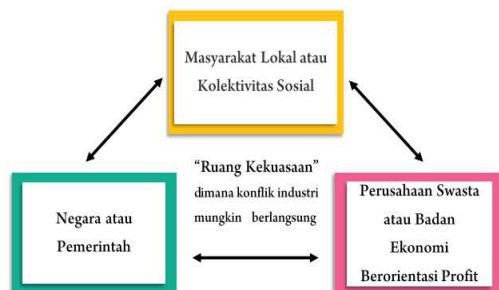 Masyarakat Lokal atau
Kolektivitas Sosial
“Ruang Kekuasaan”
dimana konflik industri
mungkin berlangsung
Negara atau
Pemerintah
Perusahaan Swasta
atau Badan
Ekonomi
Berorientasi Profit